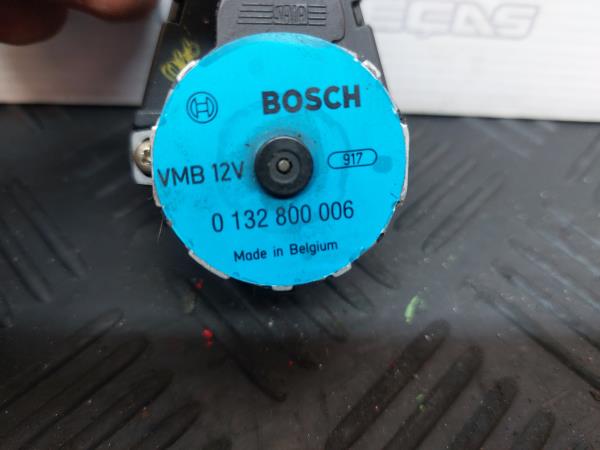 BOSCH
VMB 12V
917
0 132 800 006
Made in Belgium